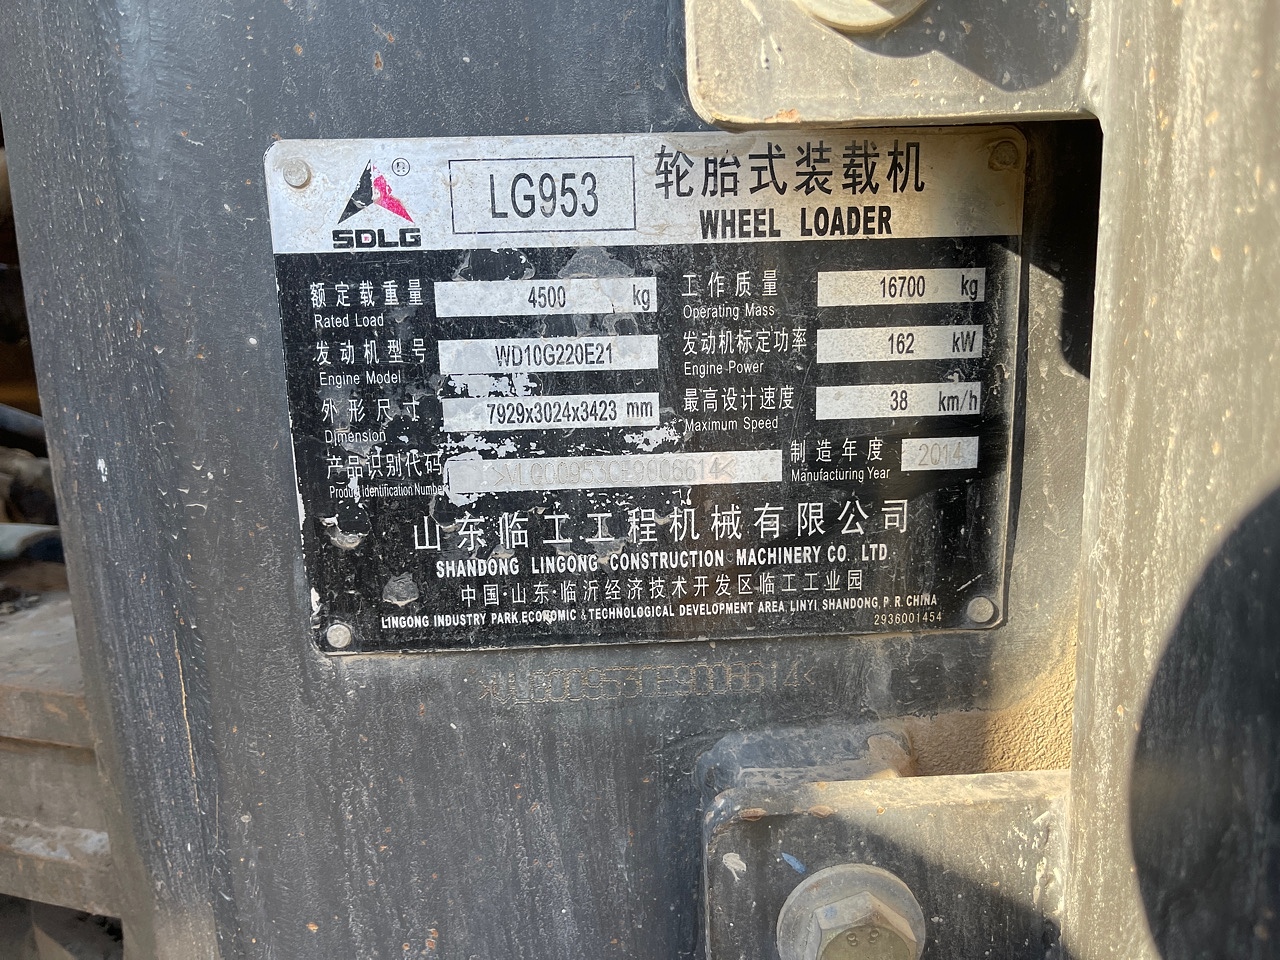 ®
SDLG
LG953
轮胎式装载机
WHEEL LOADER
额定载重量 4500 kg
Rated Load
工作质量 16700 kg
Operating Mass
发动机型号 WD10G220E21
Engine Model
发动机标定功率 162 kW
Engine Power
外形尺寸 7929x3024x3423 mm
Dimension
最高设计速度 38 km/h
Maximum Speed
产品识别代码
Product Identification Number
制造年度 2014
Manufacturing Year
山东临工工程机械有限公司
SHANDONG LINGONG CONSTRUCTION MACHINERY CO. LTD.
中国·山东·临沂经济技术开发区临工工业园
LINGONG INDUSTRY PARK,ECONOMIC & TECHNOLOGICAL DEVELOPMENT AREA LINYI SHANDONG, P. R. CHINA
2936001454